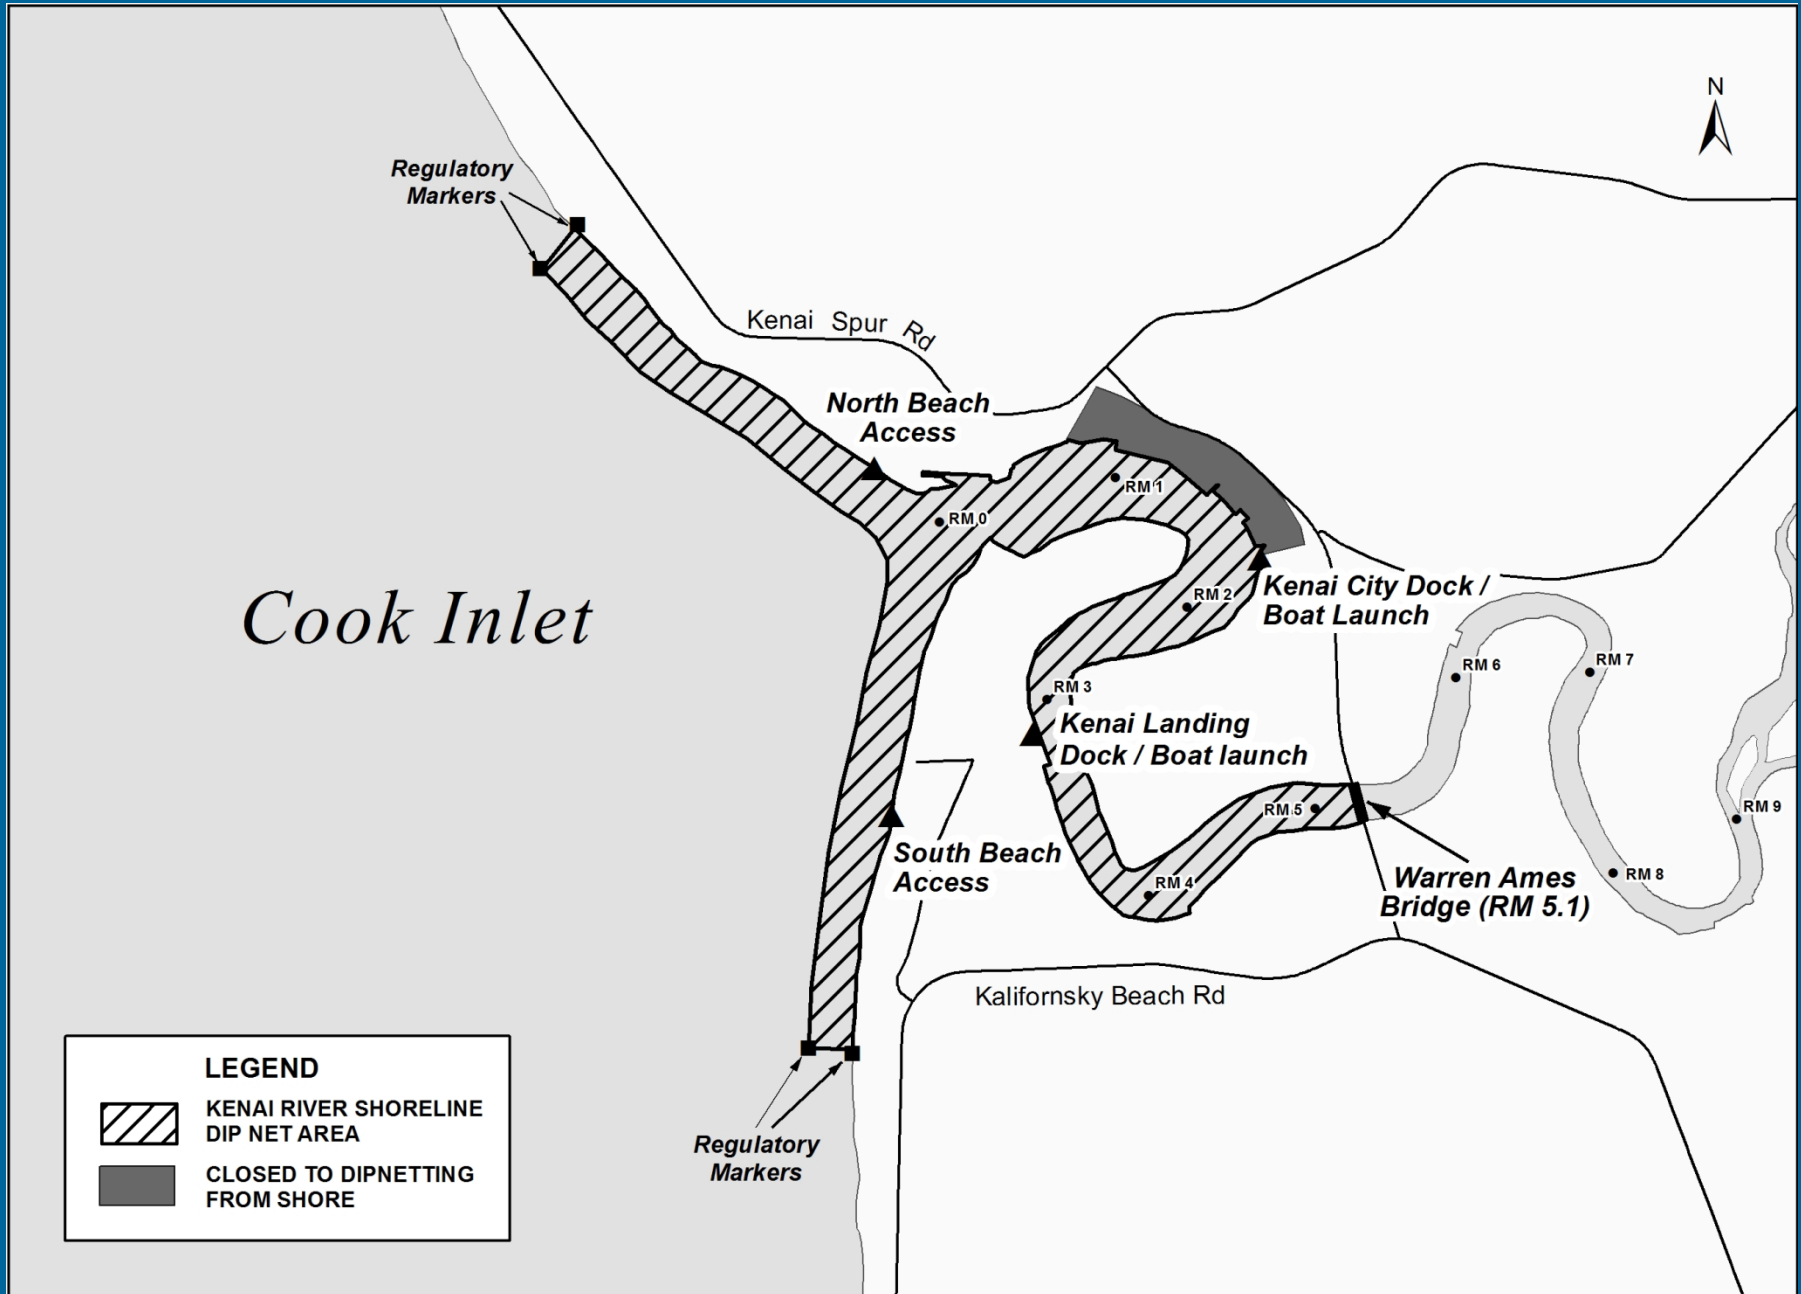 N
Regulatory
Markers
Kenai Spur Rd
North Beach
Access
RM 1
RM 0
Kenai City Dock /
Boat Launch
RM 2
Cook Inlet
RM 6
RM 7
RM 3
Kenai Landing
Dock / Boat launch
RM 5
RM 9
South Beach
Access
RM 4
Warren Ames
Bridge (RM 5.1)
RM 8
Kalifornsky Beach Rd
Regulatory
Markers
LEGEND
KENAI RIVER SHORELINE
DIP NET AREA
CLOSED TO DIPNETTING
FROM SHORE